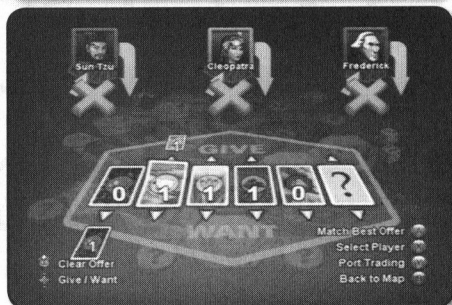 Sun Tzu Cleopatra Frederick
1
GIVE
0 1 1 1 0 ?
WANT
1
Match Best Offer
Select Player
Clear Offer
Port Trading
Give / Want
Back to Map